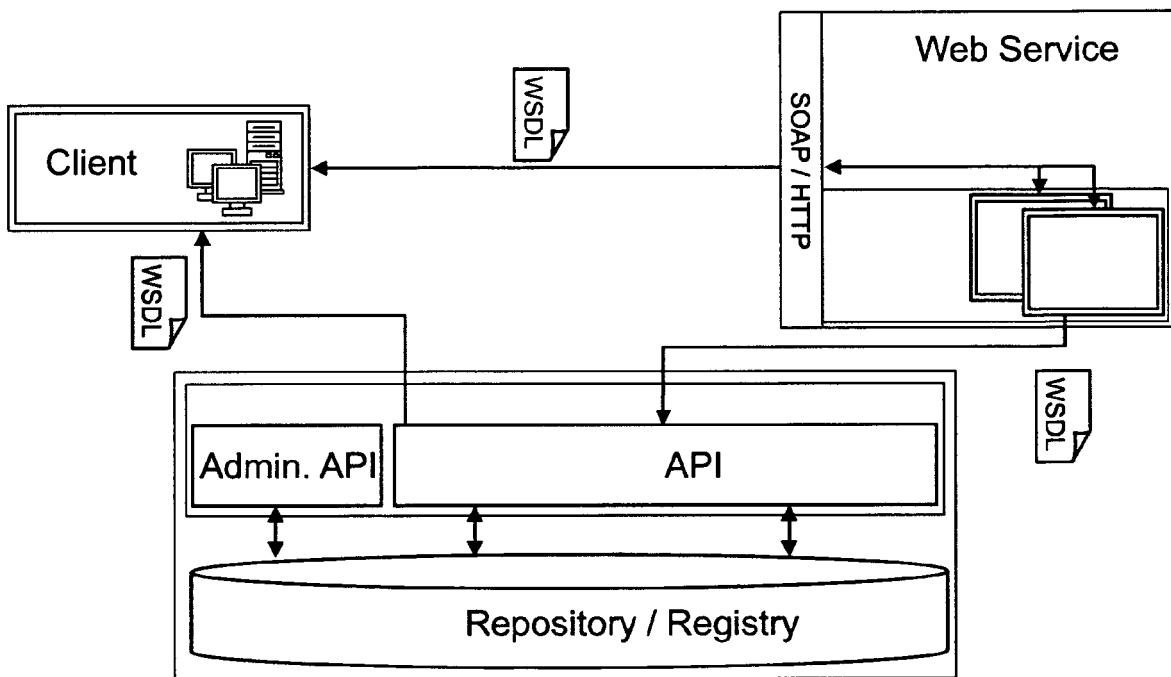 Web Service
WSDL
SOAP / HTTP
Client
WSDL
WSDL
Admin. API
API
Repository / Registry